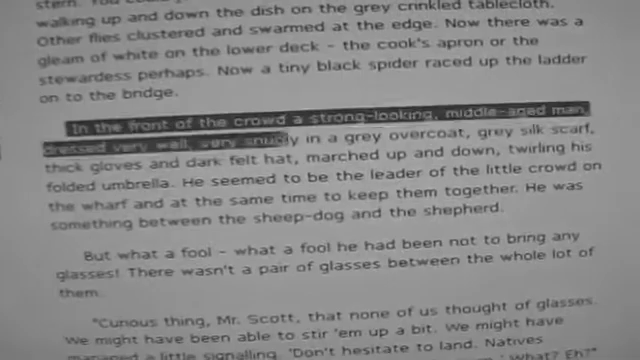 stern. You
walking up and down the dish on the grey crinkled tablecloth.
Other flies clustered and swarmed at the edge. Now there was a
gleam of white on the lower deck – the cook's apron or the
stewardess perhaps. Now a tiny black spider raced up the ladder
on to the bridge.
In the front of the crowd a strong-looking, middle-aged man,
dressed very well, very snugly in a grey overcoat, grey silk scarf,
thick gloves and dark felt hat, marched up and down, twirling his
folded umbrella. He seemed to be the leader of the little crowd on
the wharf and at the same time to keep them together. He was
something between the sheep-dog and the shepherd.
But what a fool – what a fool he had been not to bring any
glasses! There wasn't a pair of glasses between the whole lot of
them.
"Curious thing, Mr. Scott, that none of us thought of glasses.
We might have been able to stir 'em up a bit. We might have
managed a little signalling. 'Don't hesitate to land. Natives
what? Eh?"